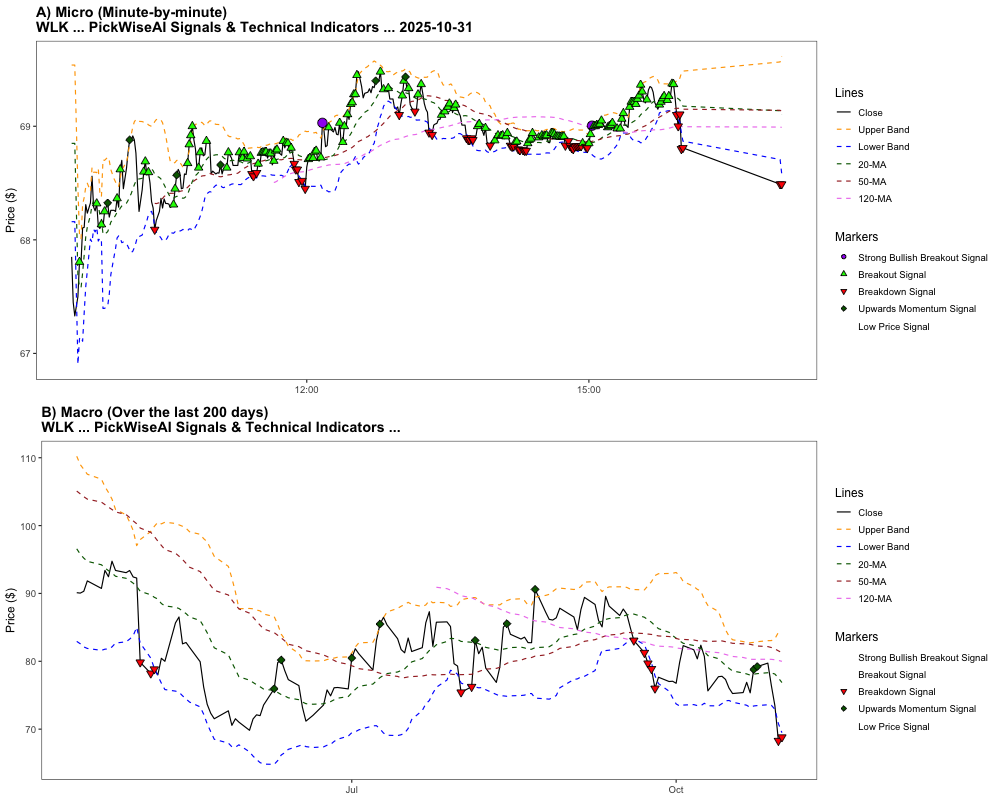 A) Micro (Minute-by-minute)
WLK ... PickWiseAI Signals & Technical Indicators ... 2025-10-31
Price ($)
69
68
67
12:00
15:00
Lines
Close
Upper Band
Lower Band
20-MA
50-MA
120-MA
Markers
Strong Bullish Breakout Signal
Breakout Signal
Breakdown Signal
Upwards Momentum Signal
Low Price Signal
B) Macro (Over the last 200 days)
WLK ... PickWiseAI Signals & Technical Indicators ...
Price ($)
110
100
90
80
70
Jul
Oct
Lines
Close
Upper Band
Lower Band
20-MA
50-MA
120-MA
Markers
Strong Bullish Breakout Signal
Breakout Signal
Breakdown Signal
Upwards Momentum Signal
Low Price Signal